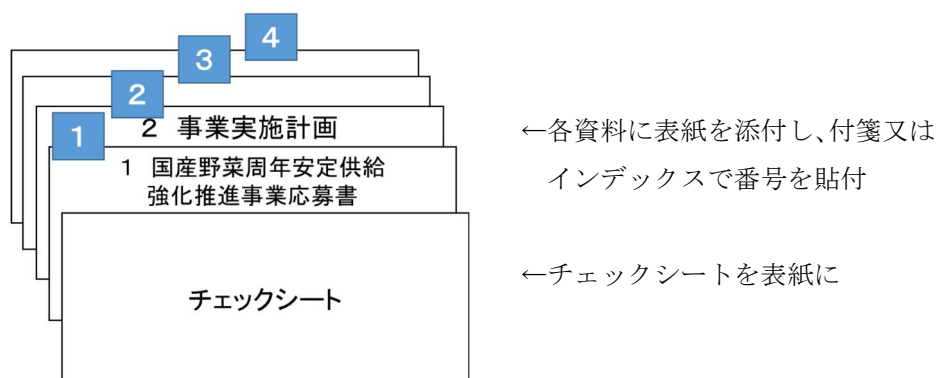 4
3
2
1
2 事業実施計画
1 国産野菜周年安定供給
強化推進事業応募書
チェックシート
←各資料に表紙を添付し、付箋又は
インデックスで番号を貼付
←チェックシートを表紙に